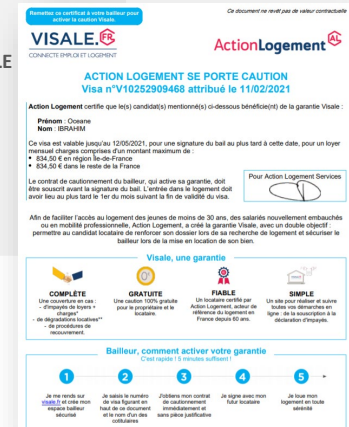 Remettez ce certificat à votre bailleur pour
activer la caution Visale.
Ce document ne revêt pas de valeur contractuelle
VISALE.FR
CONNECTE EMPLOI ET LOGEMENT
ActionLogement AL
LE
ACTION LOGEMENT SE PORTE CAUTION
Visa n°V10252909468 attribué le 11/02/2021
Action Logement certifie que le(s) candidat(s) mentionné(s) ci-dessous bénéficie(nt) de la garantie Visale :
Prénom : Oceane
Nom : IBRAHIM
Ce visa est valable jusqu'au 12/05/2021, pour une signature du bail au plus tard à cette date, pour un loyer
mensuel charges comprises d'un montant maximum de :
• 834,50 € en région Île-de-France
• 834,50 € dans le reste de la France
Le contrat de cautionnement du bailleur, qui active sa garantie, doit
être souscrit avant la signature du bail. L'entrée dans le logement doit
avoir lieu au plus tard le 1er du mois suivant la fin de validité du visa.
Pour Action Logement Services
Afin de faciliter l'accès au logement des jeunes de moins de 30 ans, des salariés nouvellement embauchés
ou en mobilité professionnelle, Action Logement, a créé la garantie Visale, avec un double objectif :
permettre au candidat locataire de renforcer son dossier lors de sa recherche de logement et sécuriser le
bailleur lors de la mise en location de son bien.
Visale, une garantie
COMPLÈTE
Une couverture en cas :
- d'impayés de loyers +
charges*
- de dégradations locatives**
- de procédures de
recouvrement.
0%
GRATUITE
Une caution 100% gratuite
pour le propriétaire et le
locataire.
FIABLE
Un locataire certifié par
Action Logement, acteur de
référence du logement en
France depuis 60 ans.
SIMPLE
Un site pour réaliser et suivre
toutes vos démarches en
ligne : de la souscription à la
déclaration d'impayés.
Bailleur, comment activer votre garantie
C'est rapide ! 5 minutes suffisent !
1
Je me rends sur
visale.fr et crée mon
espace bailleur
sécurisé
2
Je saisis le numéro
de visa figurant en
haut de ce document
et le nom d'un des
cotitulaires
3
J'obtiens mon contrat
de cautionnement
immédiatement et
sans pièce justificative
4
Je signe avec mon
futur locataire
5
Je loue mon
logement en toute
sérénité